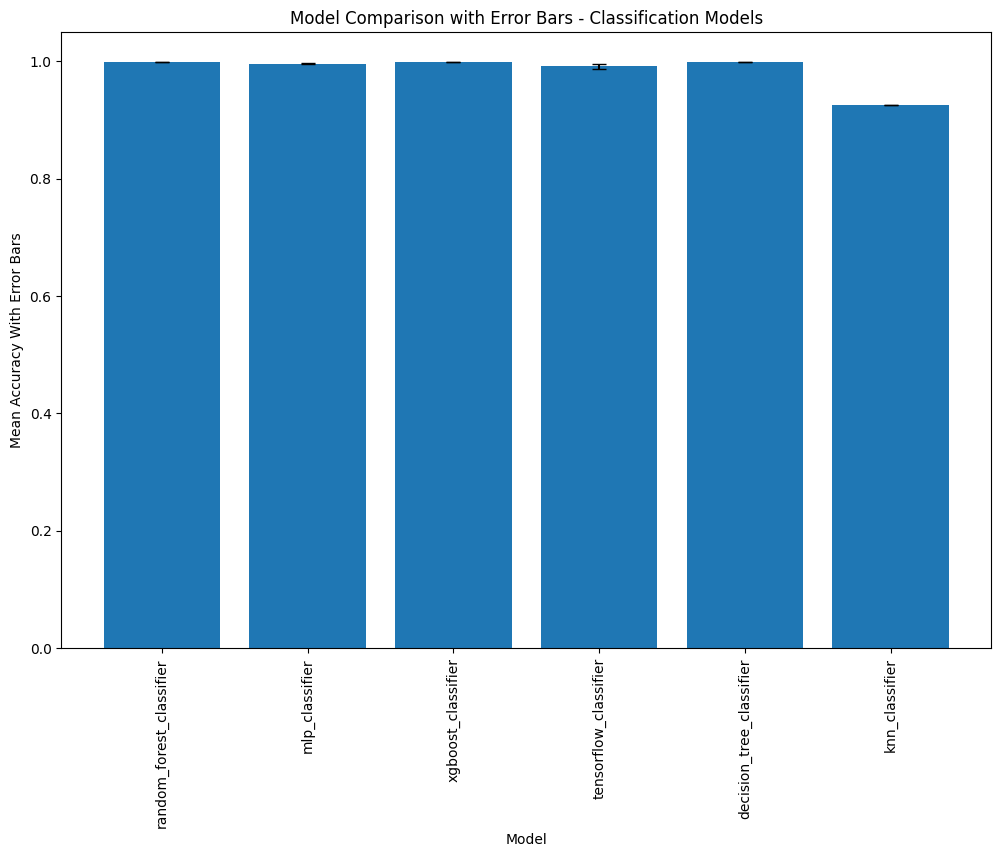 Model Comparison with Error Bars - Classification Models
Mean Accuracy With Error Bars
1.0
0.8
0.6
0.4
0.2
0.0
random_forest_classifier
mlp_classifier
xgboost_classifier
tensorflow_classifier
decision_tree_classifier
knn_classifier
Model